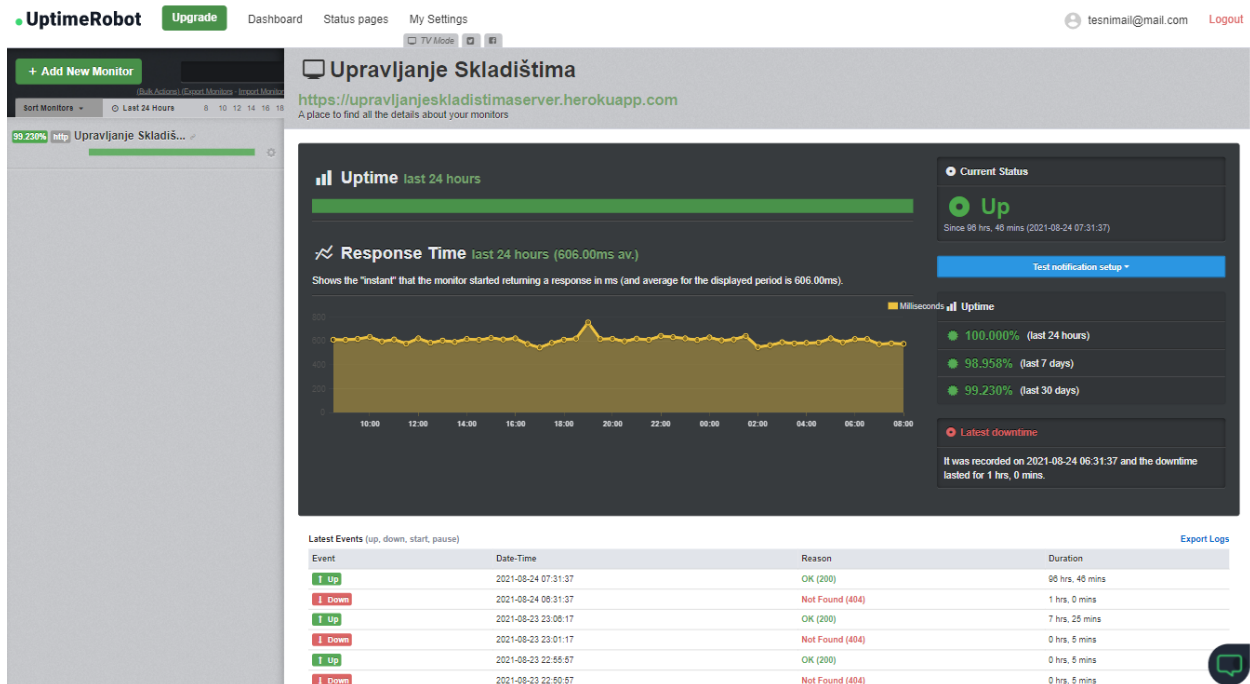 UptimeRobot
Upgrade
Dashboard
Status pages
My Settings
tesnimail@mail.com
Logout
TV Mode
+ Add New Monitor
(Bulk Actions) (Export Monitors - Import Monitor
Sort Monitors
Last 24 Hours
8 10 12 14 16 18
99.230% http Upravljanje Skladiš...
Upravljanje Skladištima
https://upravljanjeskladistimaserver.herokuapp.com
A place to find all the details about your monitors
Uptime last 24 hours
Response Time last 24 hours (606.00ms av.)
Shows the "instant" that the monitor started returning a response in ms (and average for the displayed period is 606.00ms).
Milliseconds
800
600
400
200
0
10:00 12:00 14:00 16:00 18:00 20:00 22:00 00:00 02:00 04:00 06:00 08:00
Current Status
Up
Since 96 hrs, 46 mins (2021-08-24 07:31:37)
Test notification setup
Uptime
100.000% (last 24 hours)
98.958% (last 7 days)
99.230% (last 30 days)
Latest downtime
It was recorded on 2021-08-24 06:31:37 and the downtime
lasted for 1 hrs, 0 mins.
Latest Events (up, down, start, pause)
Export Logs
Event Date-Time Reason Duration
Up 2021-08-24 07:31:37 OK (200) 96 hrs, 46 mins
Down 2021-08-24 06:31:37 Not Found (404) 1 hrs, 0 mins
Up 2021-08-23 23:06:17 OK (200) 7 hrs, 25 mins
Down 2021-08-23 23:01:17 Not Found (404) 0 hrs, 5 mins
Up 2021-08-23 22:55:57 OK (200) 0 hrs, 5 mins
Down 2021-08-23 22:50:57 Not Found (404) 0 hrs, 5 mins